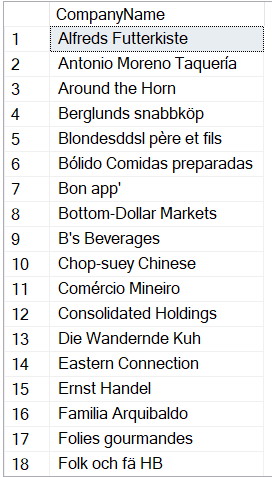 CompanyName
1 Alfreds Futterkiste
2 Antonio Moreno Taquería
3 Around the Horn
4 Berglunds snabbköp
5 Blondesddsl père et fils
6 Bólido Comidas preparadas
7 Bon app'
8 Bottom-Dollar Markets
9 B's Beverages
10 Chop-suey Chinese
11 Comércio Mineiro
12 Consolidated Holdings
13 Die Wandernde Kuh
14 Eastern Connection
15 Ernst Handel
16 Familia Arquibaldo
17 Folies gourmandes
18 Folk och fä HB